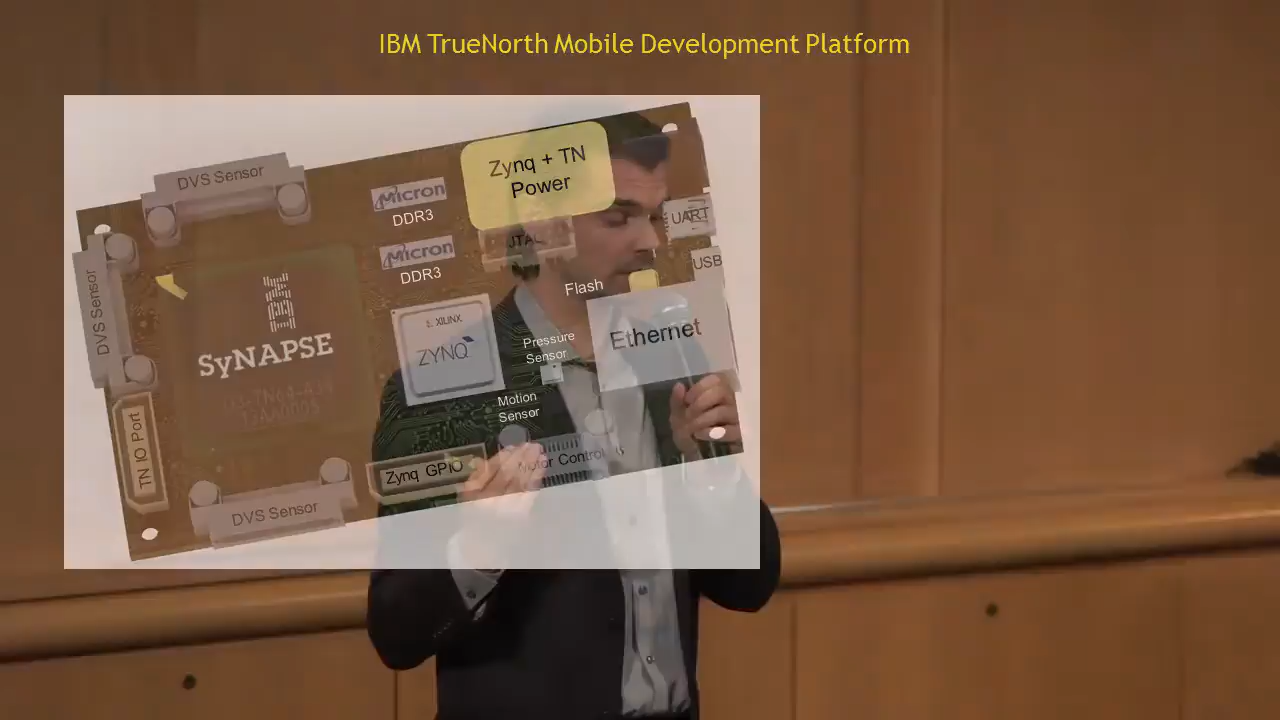 IBM TrueNorth Mobile Development Platform
DVS Sensor
Micron
DDR3
Zynq + TN
Power
UART
JTAG
Micron
DDR3
USB
Flash
DVS Sensor
IBM
SyNAPSE
XILINX
ZYNQ
Pressure
Sensor
Ethernet
Motion
Sensor
TN IO Port
Zynq GPIO
Motor Control
DVS Sensor